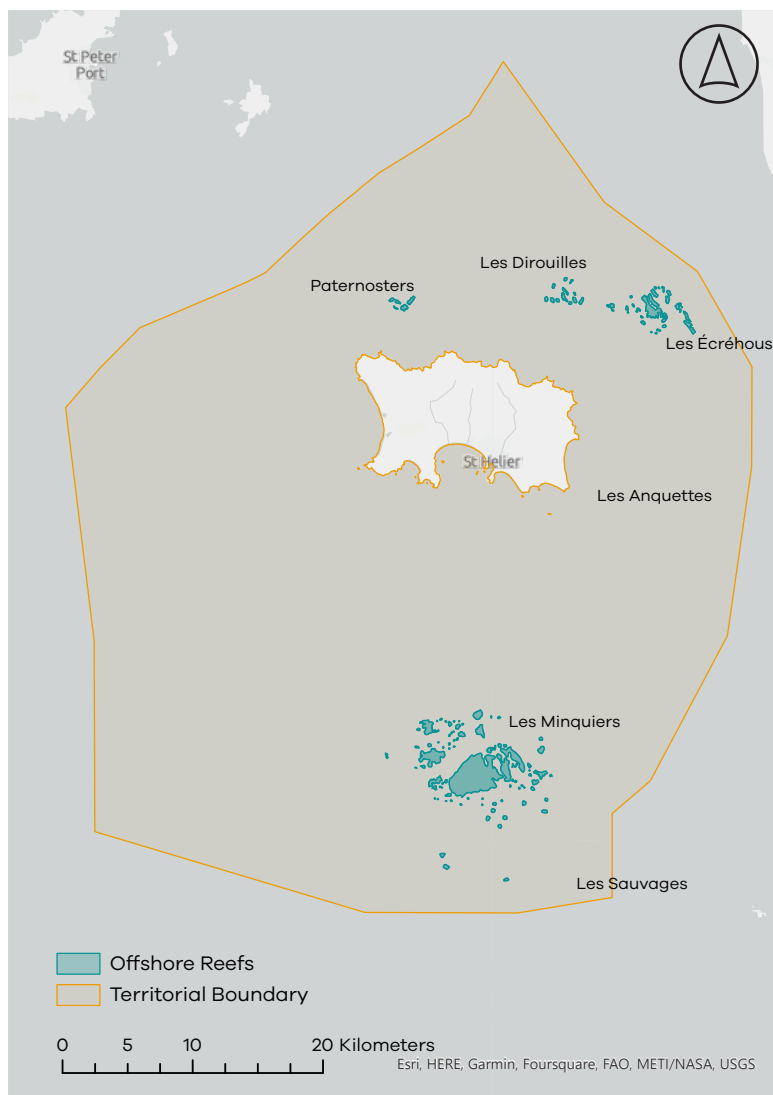 St Peter
Port
Les Dirouilles
Paternosters
Les Écréhous
St Helier
Les Anquettes
Les Minquiers
Les Sauvages
Offshore Reefs
Territorial Boundary
0 5 10 20 Kilometers
Esri, HERE, Garmin, Foursquare, FAO, METI/NASA, USGS